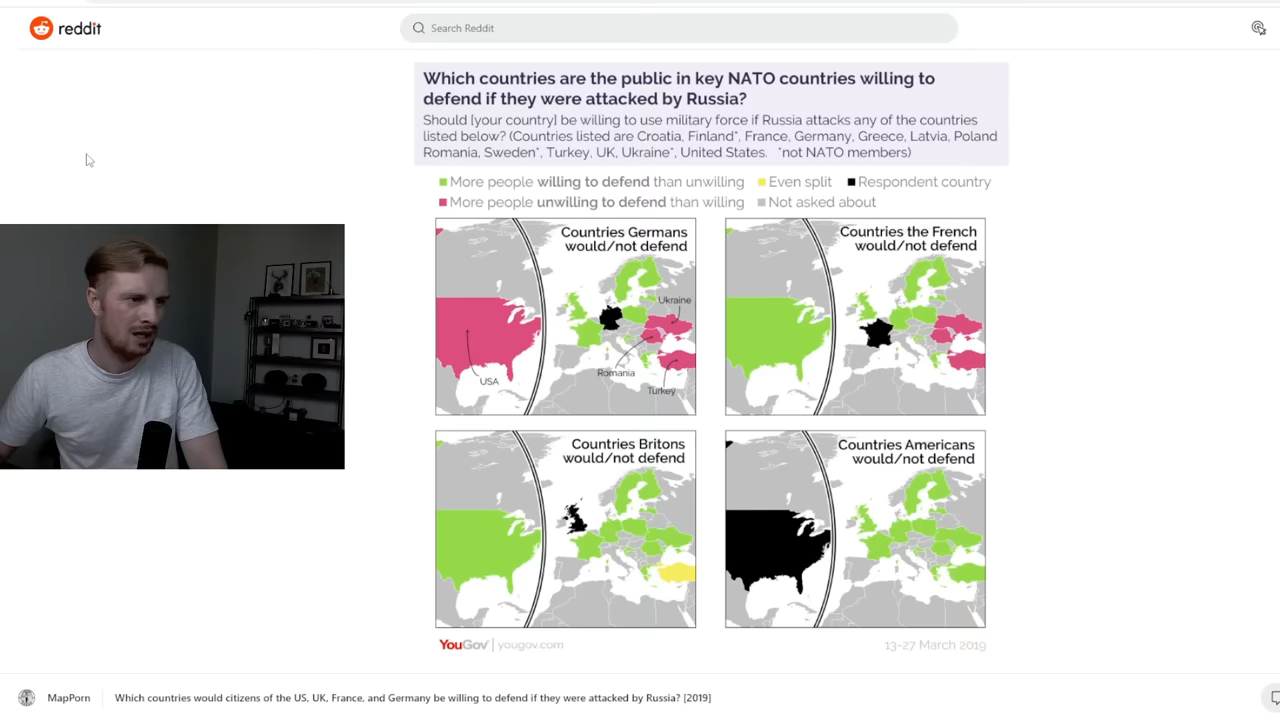 reddit
Search Reddit
Which countries are the public in key NATO countries willing to
defend if they were attacked by Russia?
Should [your country] be willing to use military force if Russia attacks any of the countries
listed below? (Countries listed are Croatia, Finland*, France, Germany, Greece, Latvia, Poland
Romania, Sweden*, Turkey, UK, Ukraine*, United States. *not NATO members)
More people willing to defend than unwilling
Even split
Respondent country
More people unwilling to defend than willing
Not asked about
Countries Germans
would/not defend
Ukraine
USA
Romania
Turkey
Countries the French
would/not defend
Countries Britons
would/not defend
Countries Americans
would/not defend
YouGov | yougov.com
13-27 March 2019
MapPorn
Which countries would citizens of the US, UK, France, and Germany be willing to defend if they were attacked by Russia? [2019]